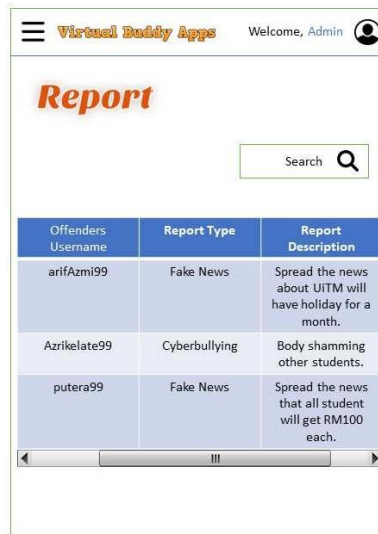 Virtual Buddy Apps Welcome, Admin
Report
Search
Offenders Username Report Type Report Description
arifAzmi99 Fake News Spread the news
about UiTM will
have holiday for a
month.
Azrikelate99 Cyberbullying Body shamming
other students.
putera99 Fake News Spread the news
that all student
will get RM100
each.